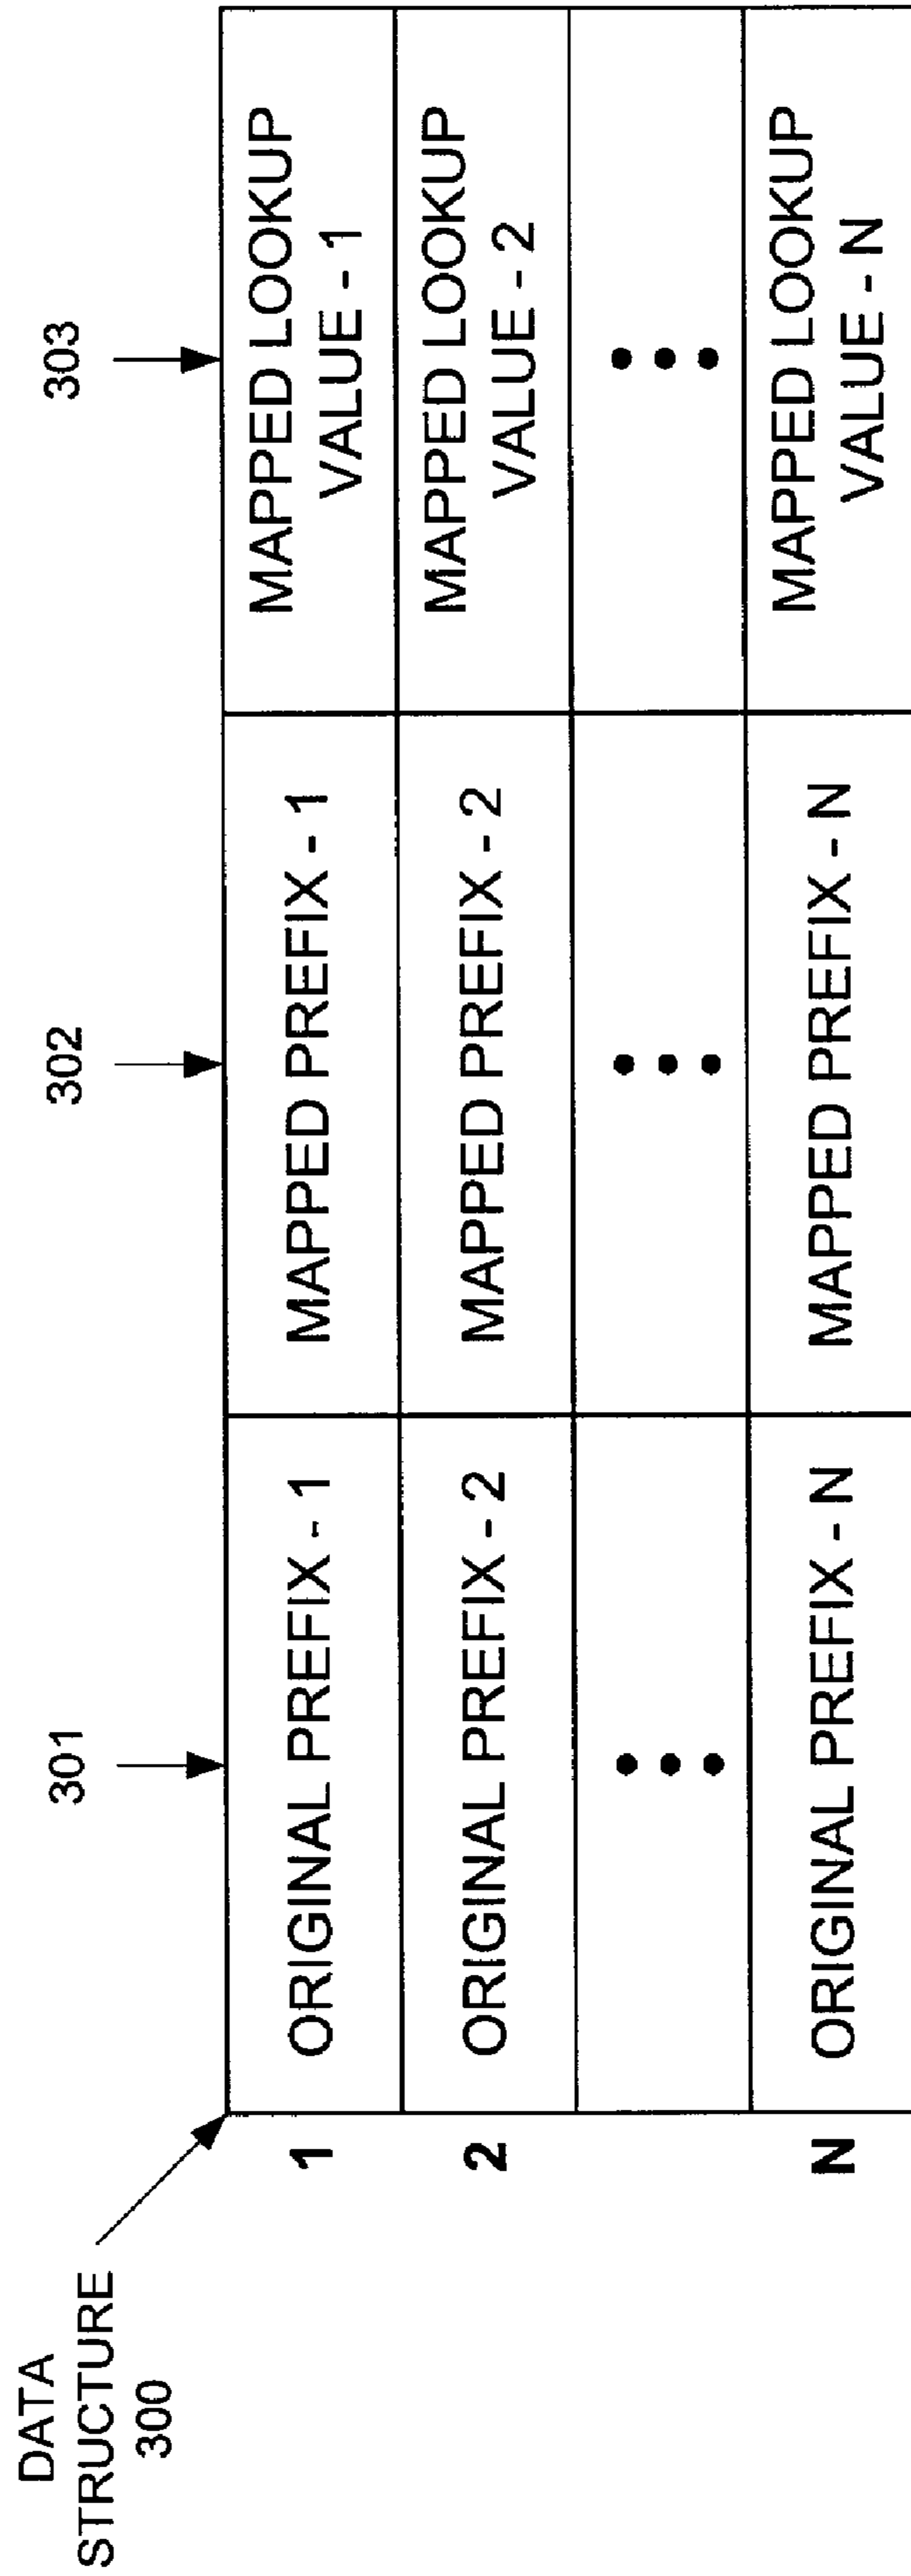 DATA
STRUCTURE
300
301
302
303
1
ORIGINAL PREFIX - 1
MAPPED PREFIX - 1
MAPPED LOOKUP
VALUE - 1
2
ORIGINAL PREFIX - 2
MAPPED PREFIX - 2
MAPPED LOOKUP
VALUE - 2
N
ORIGINAL PREFIX - N
MAPPED PREFIX - N
MAPPED LOOKUP
VALUE - N